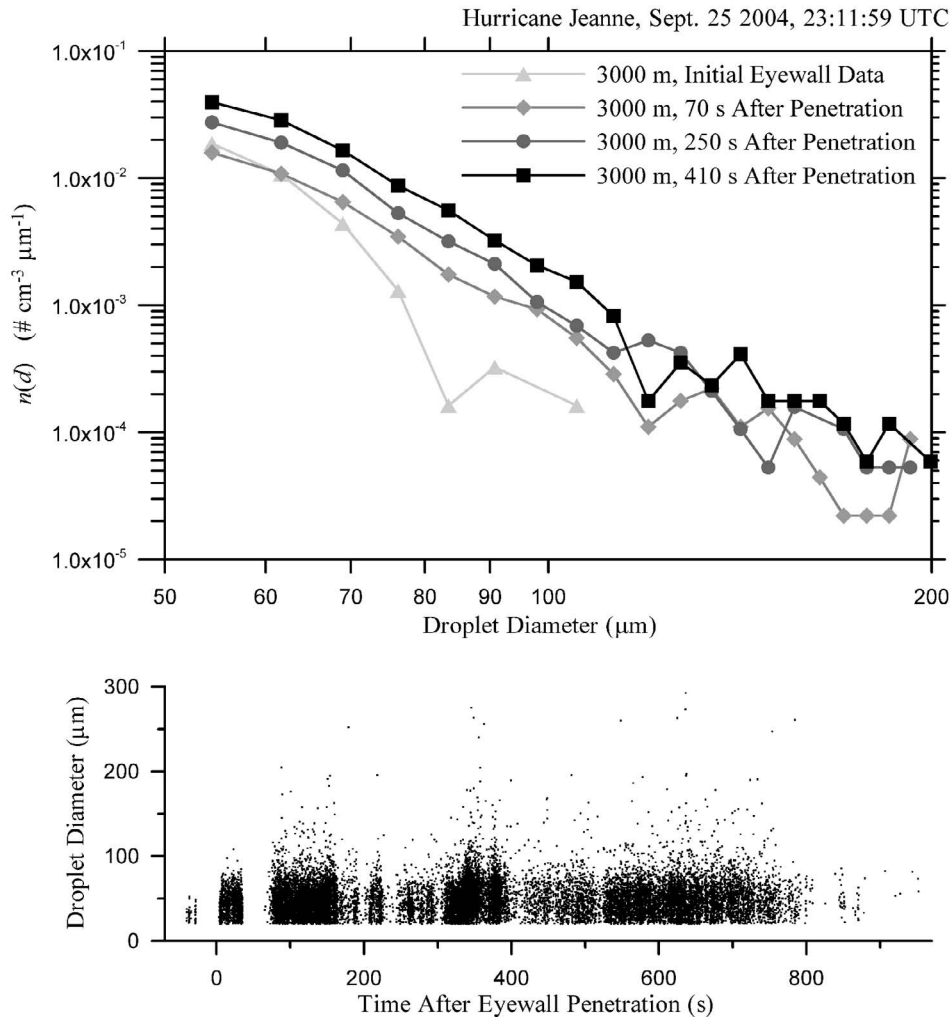 Hurricane Jeanne, Sept. 25 2004, 23:11:59 UTC
1.0x10⁻¹
3000 m, Initial Eyewall Data
3000 m, 70 s After Penetration
3000 m, 250 s After Penetration
3000 m, 410 s After Penetration
1.0x10⁻²
n(d) (# cm⁻³ μm⁻¹)
1.0x10⁻³
1.0x10⁻⁴
1.0x10⁻⁵
50 60 70 80 90 100 200
Droplet Diameter (μm)
300
200
100
0
Droplet Diameter (μm)
0 200 400 600 800
Time After Eyewall Penetration (s)